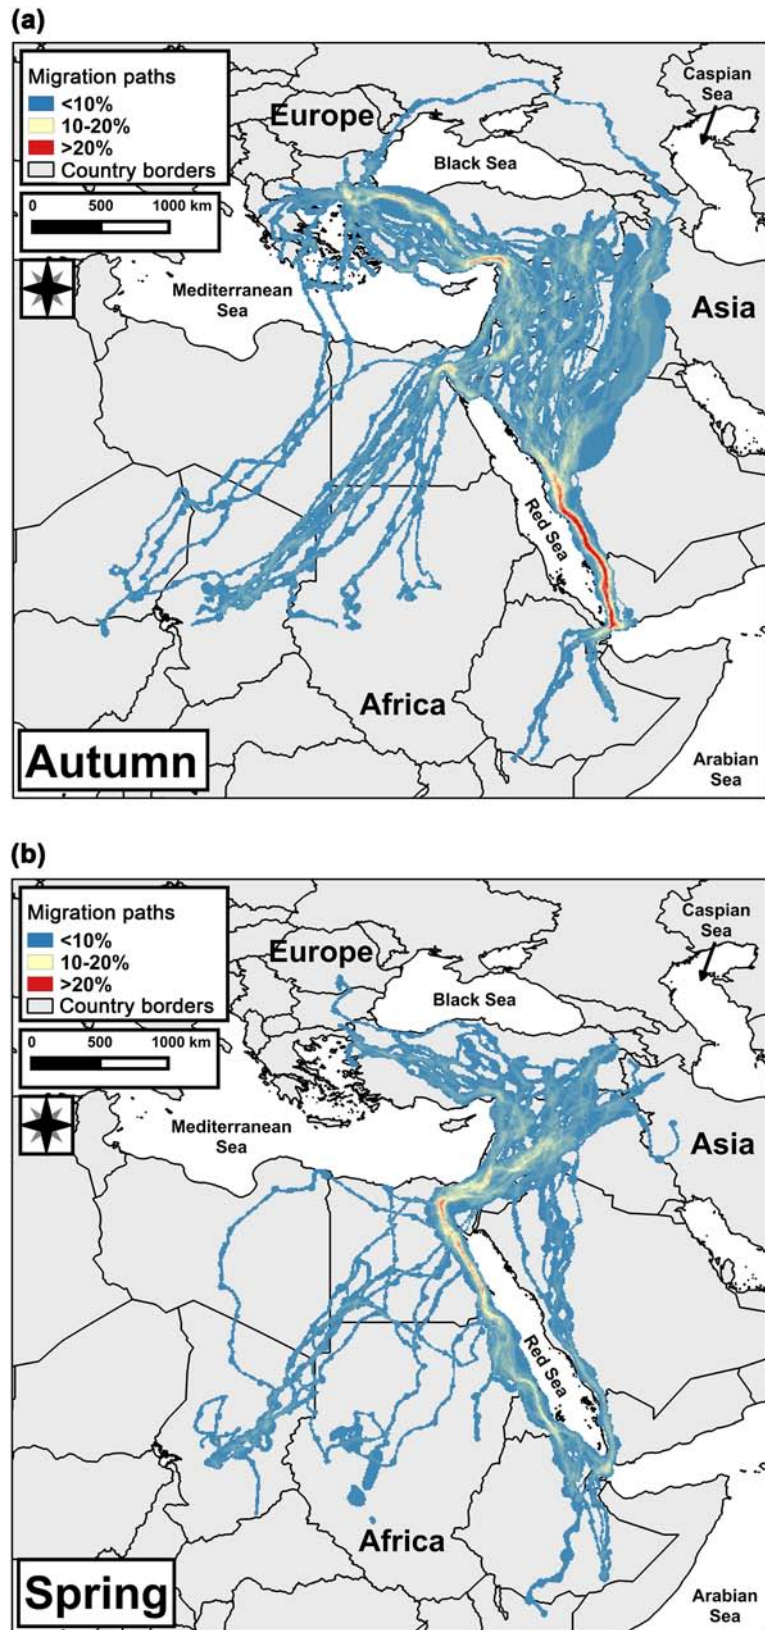 (a)
Migration paths
<10%
10-20%
>20%
Country borders
0 500 1000 km
Europe
Caspian
Sea
Black Sea
Mediterranean
Sea
Asia
Red Sea
Africa
Arabian
Sea
Autumn
(b)
Migration paths
<10%
10-20%
>20%
Country borders
0 500 1000 km
Europe
Caspian
Sea
Black Sea
Mediterranean
Sea
Asia
Red Sea
Africa
Arabian
Sea
Spring